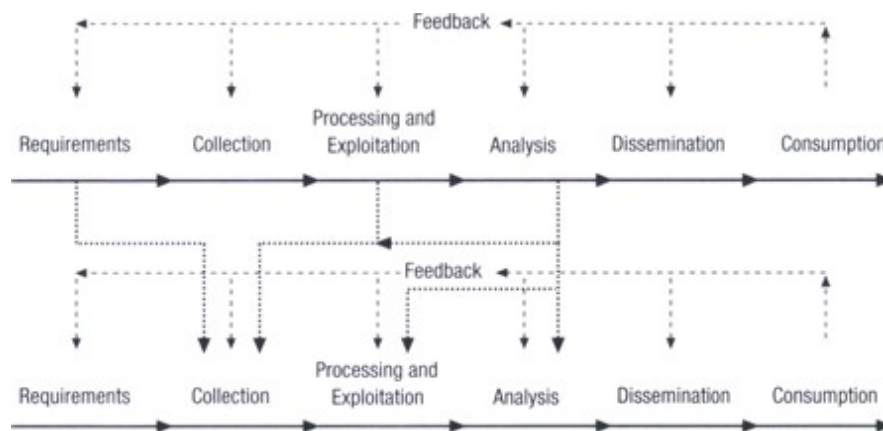 Feedback
Processing and
Requirements Collection Exploitation Analysis Dissemination Consumption
Feedback
Processing and
Requirements Collection Exploitation Analysis Dissemination Consumption